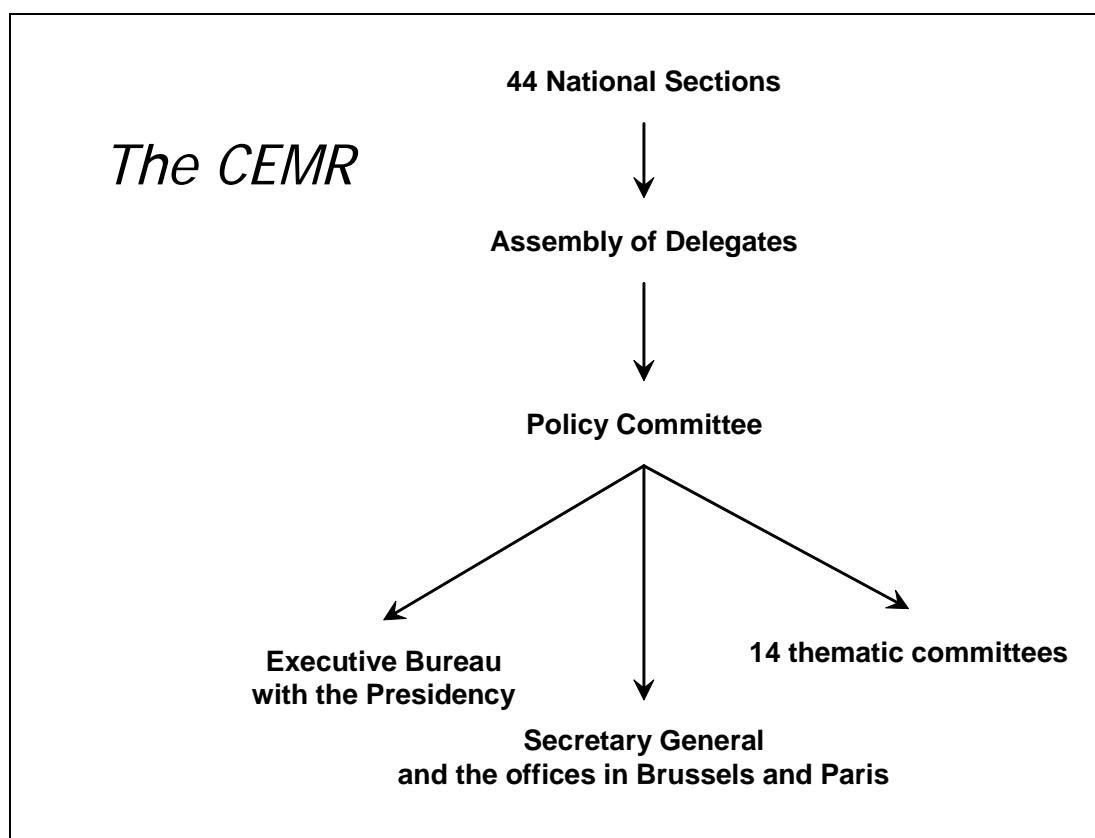 The CEMR
44 National Sections
Assembly of Delegates
Policy Committee
Executive Bureau
with the Presidency
14 thematic committees
Secretary General
and the offices in Brussels and Paris